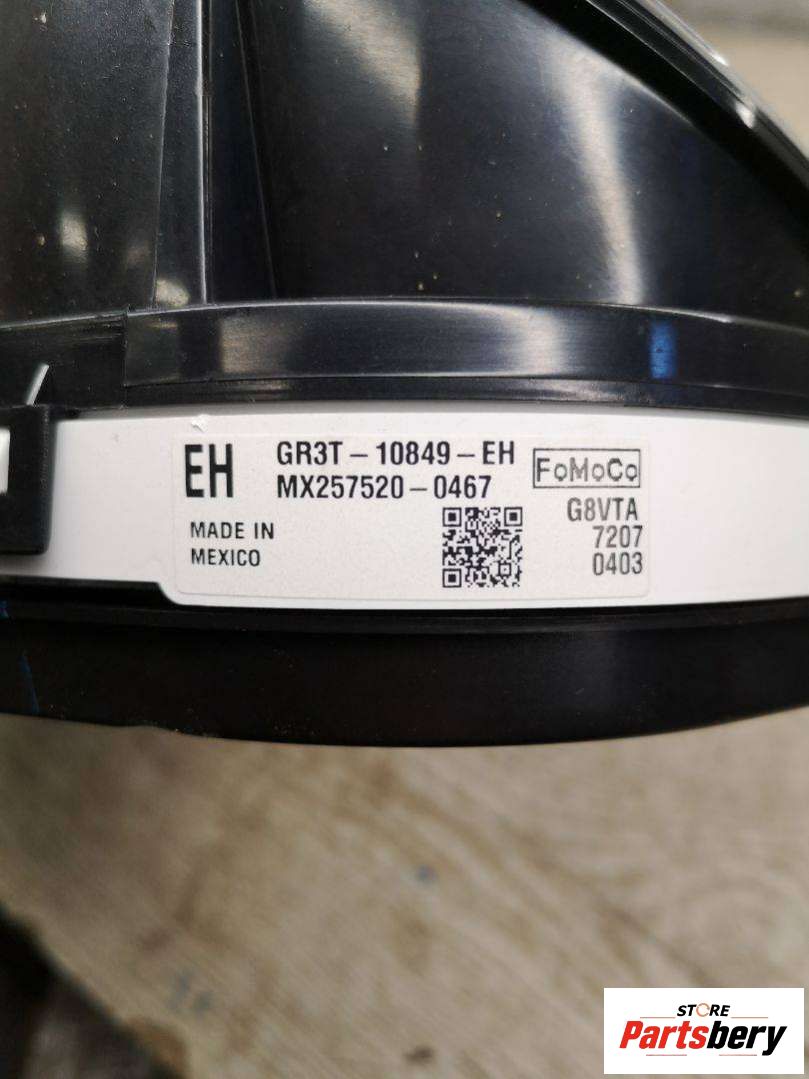 EH
GR3T-10849-EH
MX257520-0467
FoMoCo
G8VTA
7207
0403
MADE IN
MEXICO
STORE
Partsbery